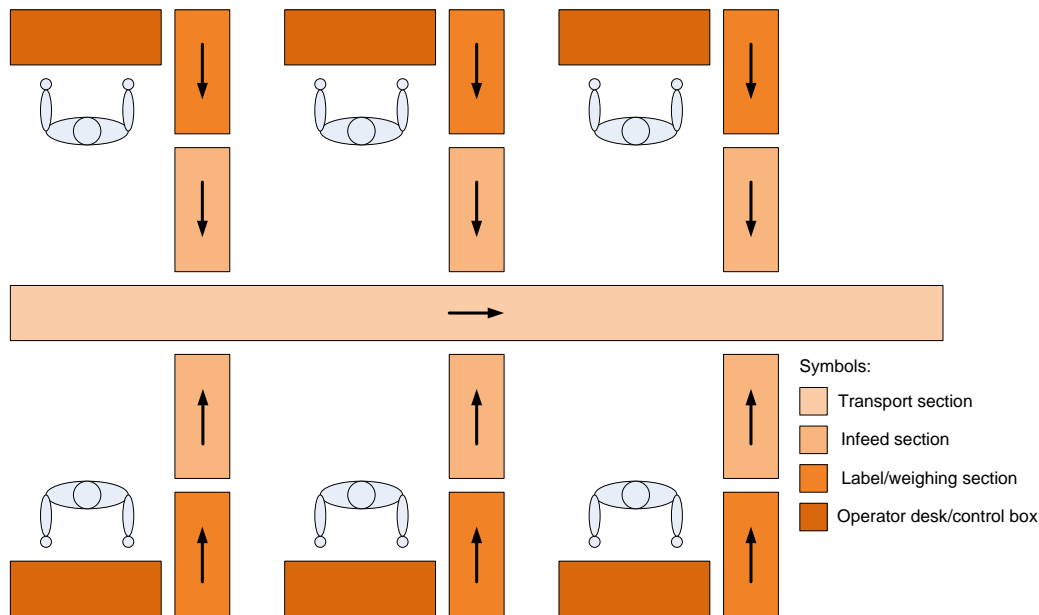 Symbols:
Transport section
Infeed section
Label/weighing section
Operator desk/control box